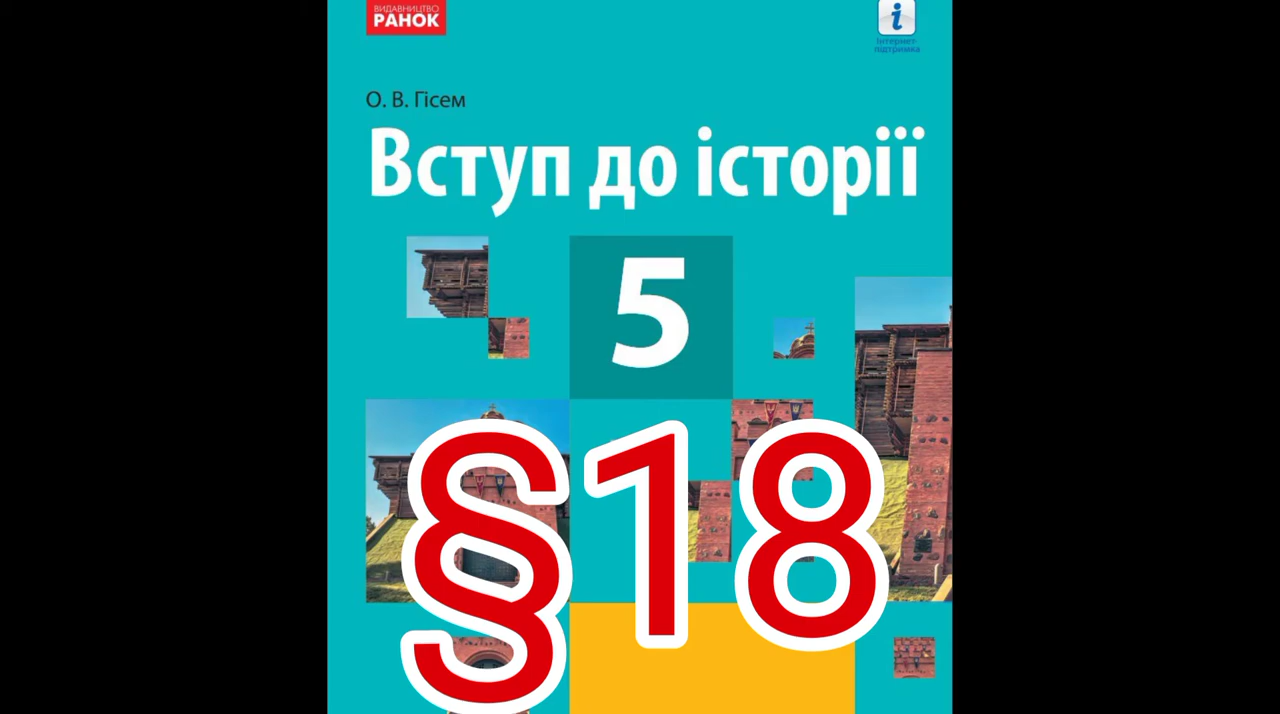 ВИДАВНИЦТВО
РАНОК
i
Інтернет-
підтримка
О. В. Гісем
Вступ до історії
5
§18